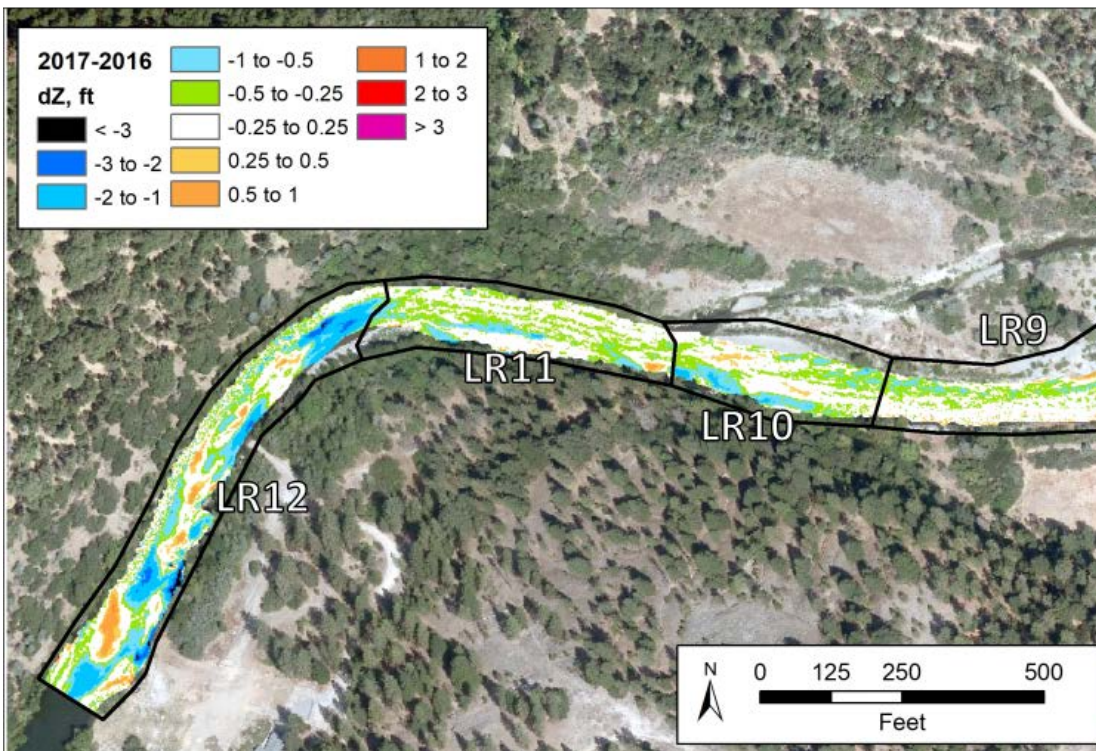 2017-2016
dZ, ft
< -3
-3 to -2
-2 to -1
-1 to -0.5
-0.5 to -0.25
-0.25 to 0.25
0.25 to 0.5
0.5 to 1
1 to 2
2 to 3
> 3
LR9
LR11
LR10
LR12
N
0 125 250 500
Feet